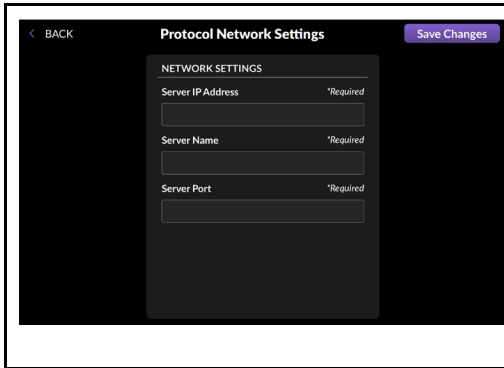 BACK
Protocol Network Settings
Save Changes
NETWORK SETTINGS
Server IP Address *Required
Server Name *Required
Server Port *Required